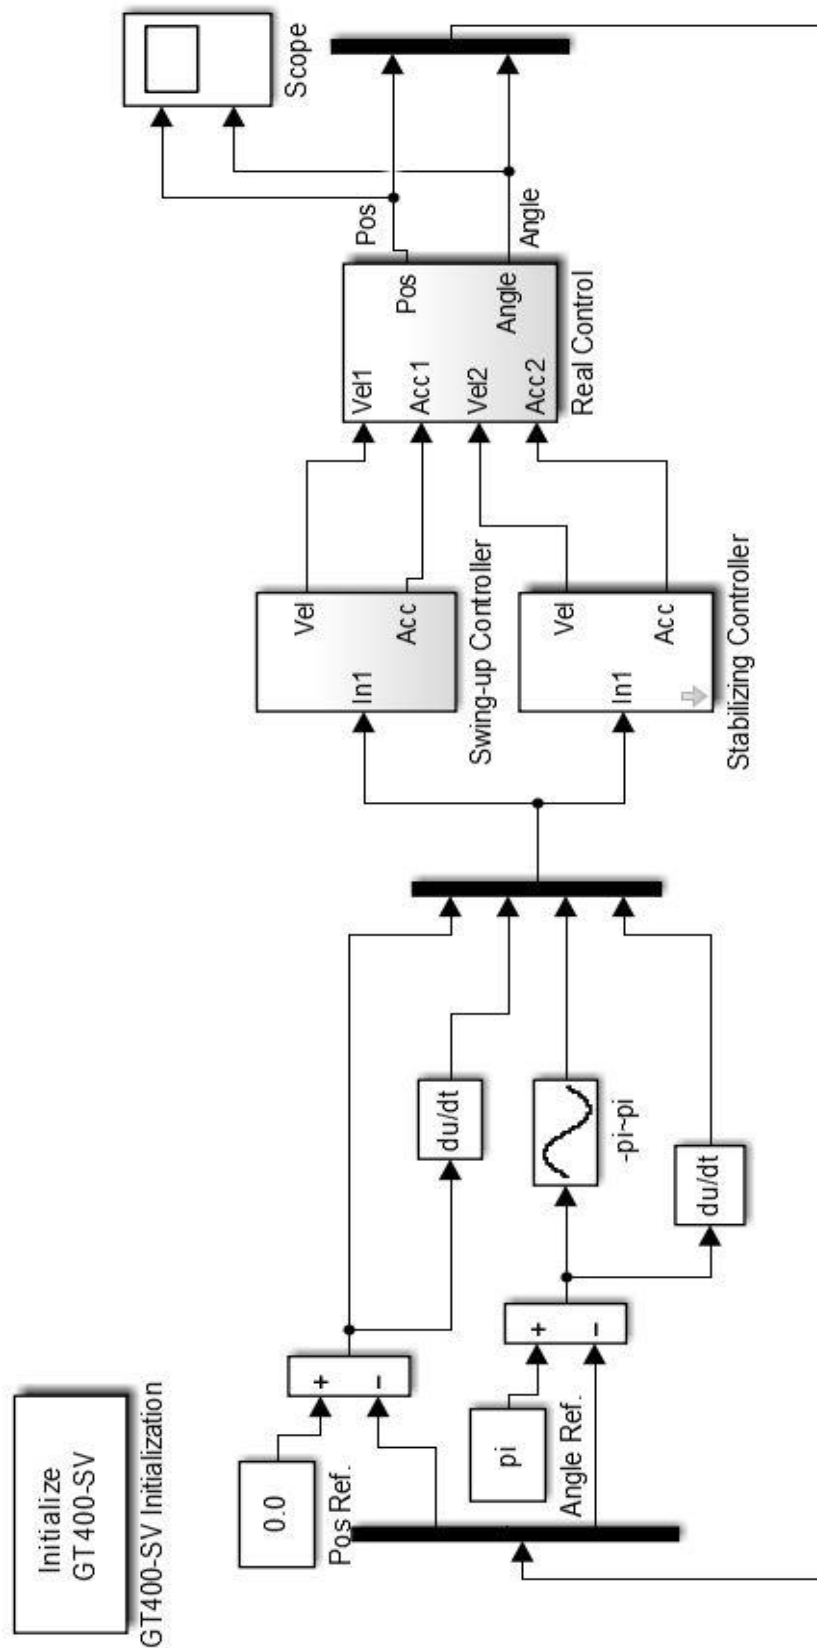 Initialize
GT400-SV
GT400-SV Initialization
0.0
Pos Ref.
+
−
pi
Angle Ref.
+
−
du/dt
-pi~pi
du/dt
In1
Vel
Acc
Swing-up Controller
In1
Vel
Acc
Stabilizing Controller
Vel1
Acc1
Vel2
Acc2
Pos
Angle
Real Control
Pos
Angle
Scope